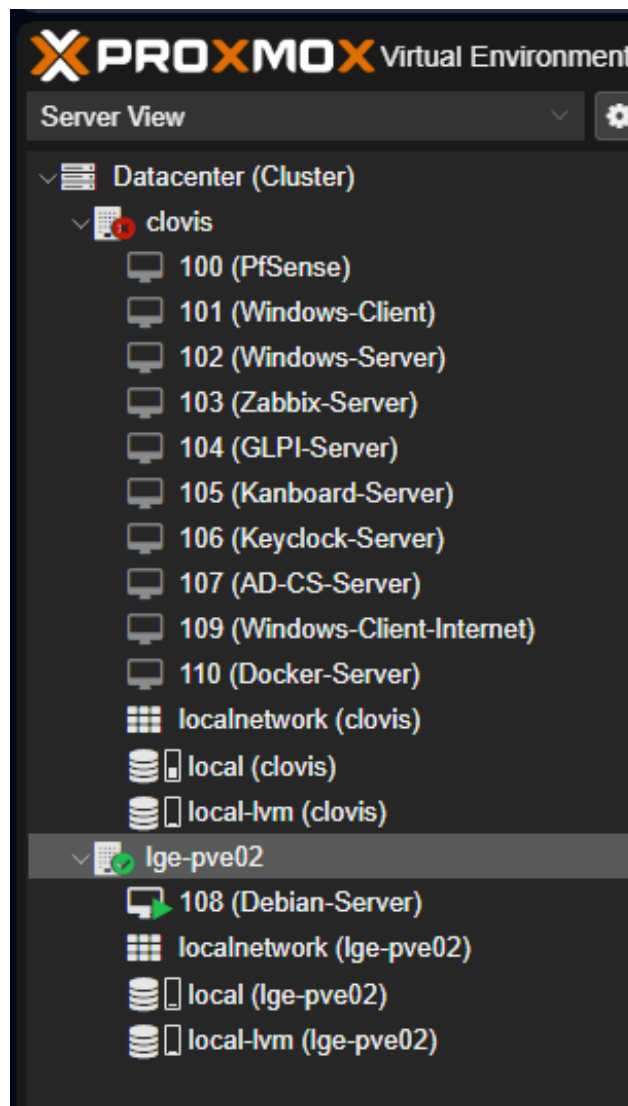 PROXMOX Virtual Environment
Server View
Datacenter (Cluster)
clovis
100 (PfSense)
101 (Windows-Client)
102 (Windows-Server)
103 (Zabbix-Server)
104 (GLPI-Server)
105 (Kanboard-Server)
106 (Keyclock-Server)
107 (AD-CS-Server)
109 (Windows-Client-Internet)
110 (Docker-Server)
localnetwork (clovis)
local (clovis)
local-lvm (clovis)
lge-pve02
108 (Debian-Server)
localnetwork (lge-pve02)
local (lge-pve02)
local-lvm (lge-pve02)